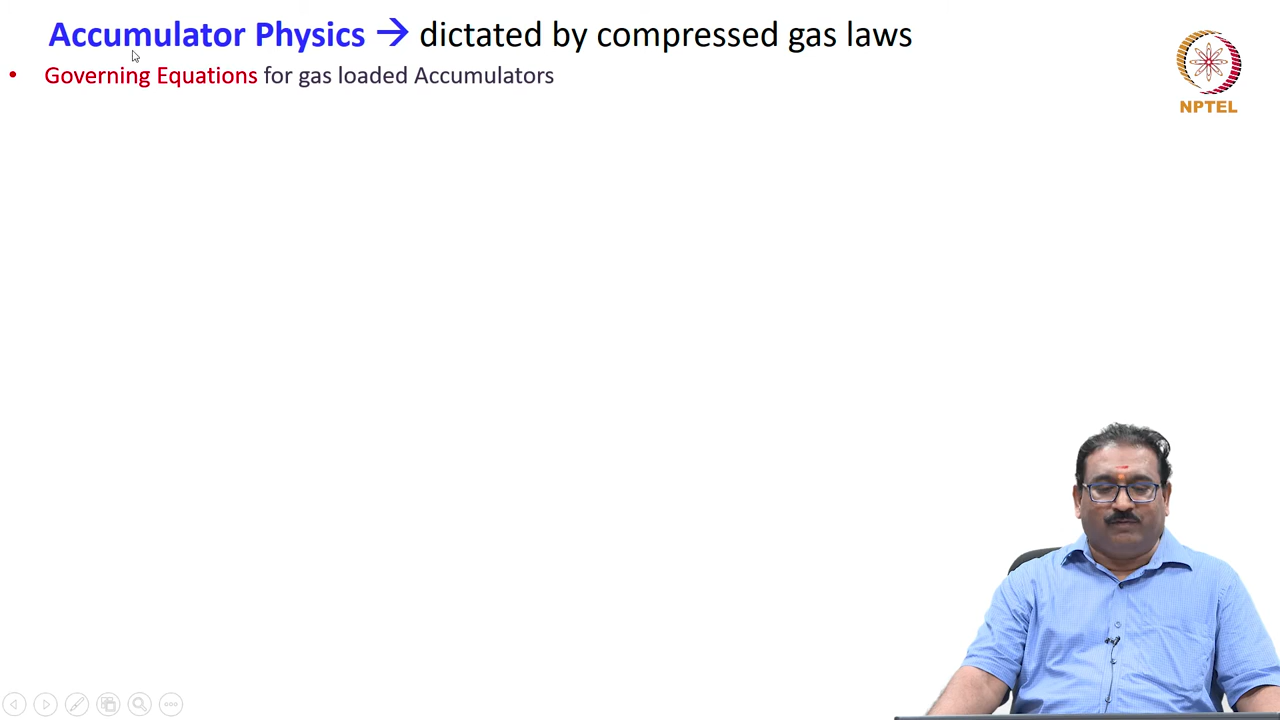 Accumulator Physics → dictated by compressed gas laws
• Governing Equations for gas loaded Accumulators
NPTEL